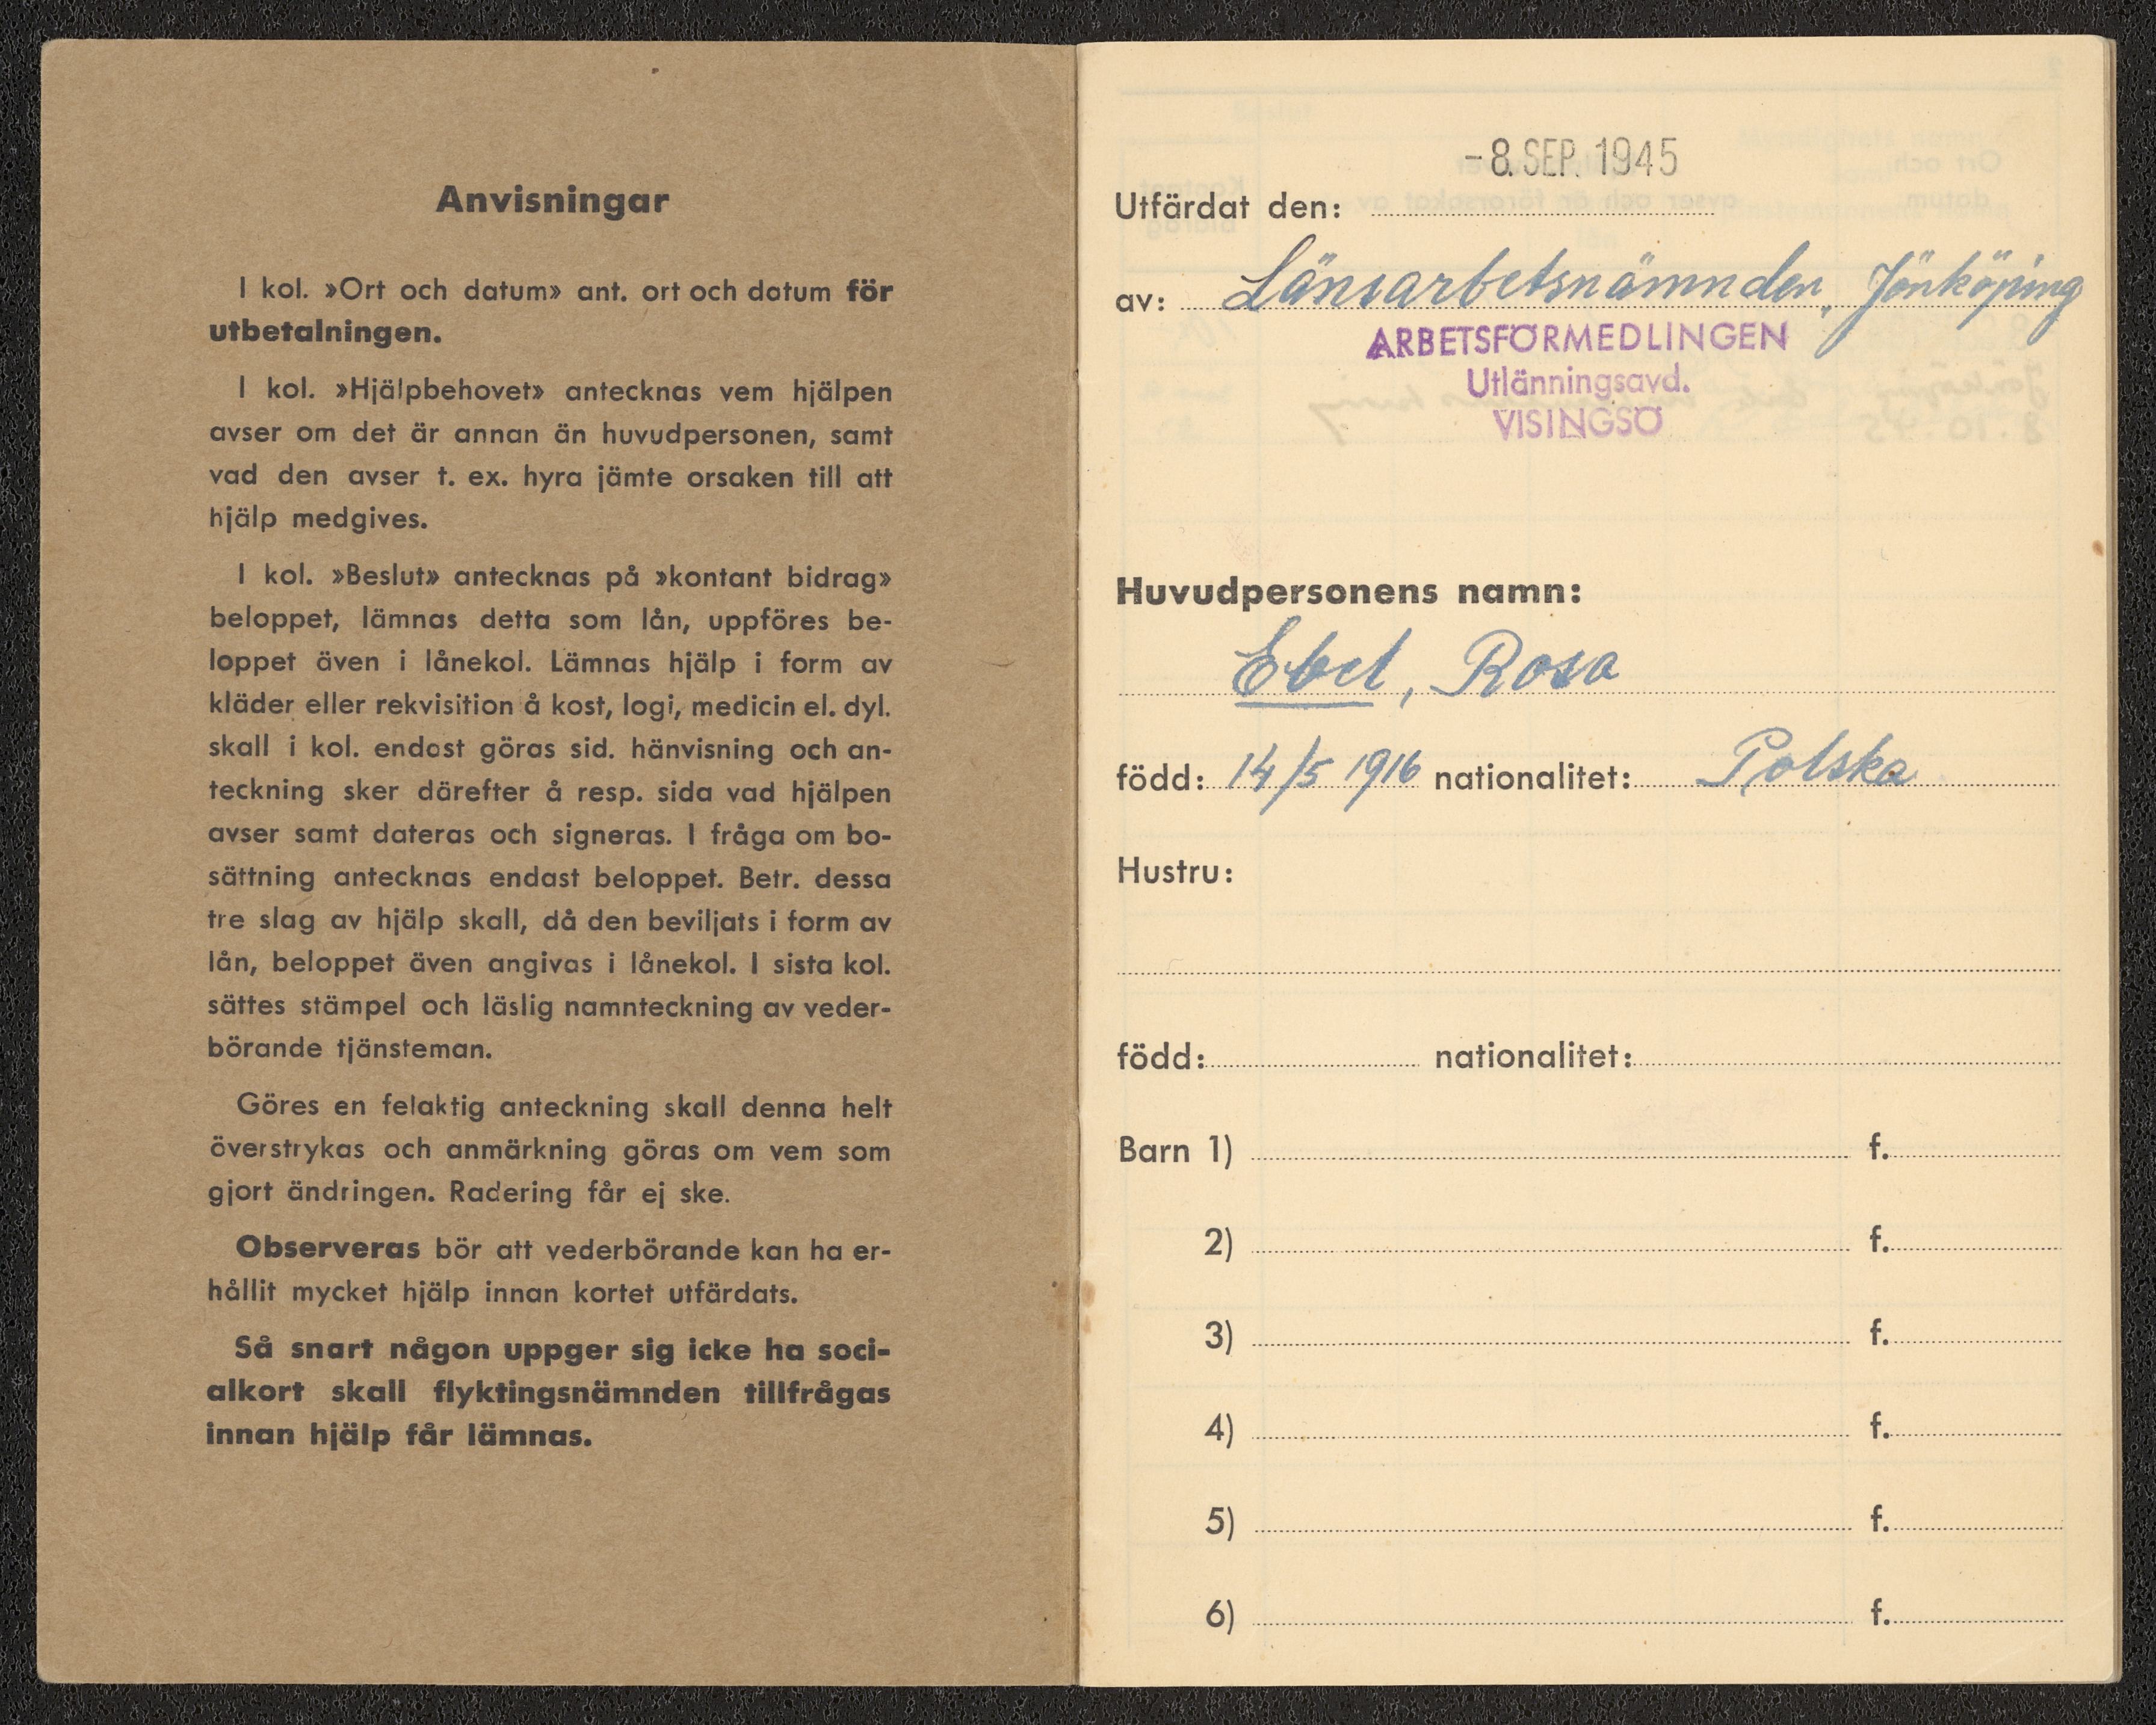 Anvisningar
I kol. »Ort och datum» ant. ort och datum för
utbetalningen.
I kol. »Hjälpbehovet» antecknas vem hjälpen
avser om det är annan än huvudpersonen, samt
vad den avser t. ex. hyra jämte orsaken till att
hjälp medgives.
I kol. »Beslut» antecknas på »kontant bidrag»
beloppet, lämnas detta som lån, uppföres be-
loppet även i lånekol. Lämnas hjälp i form av
kläder eller rekvisition å kost, logi, medicin el. dyl.
skall i kol. endast göras sid. hänvisning och an-
teckning sker därefter å resp. sida vad hjälpen
avser samt dateras och signeras. I fråga om bo-
sättning antecknas endast beloppet. Betr. dessa
tre slag av hjälp skall, då den beviljats i form av
lån, beloppet även angivas i lånekol. I sista kol.
sättes stämpel och läslig namnteckning av veder-
börande tjänsteman.
Göres en felaktig anteckning skall denna helt
överstrykas och anmärkning göras om vem som
gjort ändringen. Radering får ej ske.
Observeras bör att vederbörande kan ha er-
hållit mycket hjälp innan kortet utfärdats.
Så snart någon uppger sig icke ha soci-
alkort skall flyktingsnämnden tillfrågas
innan hjälp får lämnas.
-8. SEP. 1945
Utfärdat den:
av: Länsarbetsnämnden, Jönköping
ARBETSFÖRMEDLINGEN
Utlänningsavd.
VISINGSÖ
Huvudpersonens namn:
Ebel, Rosa
född: 14/5 1916 nationalitet: Polska
Hustru:
född: nationalitet:
Barn 1) f.
2) f.
3) f.
4) f.
5) f.
6) f.